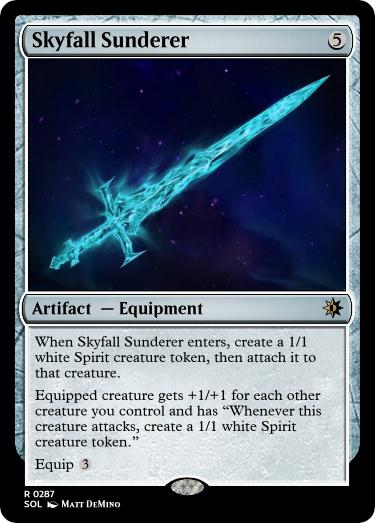 Skyfall Sunderer 5
Artifact — Equipment
When Skyfall Sunderer enters, create a 1/1
white Spirit creature token, then attach it to
that creature.
Equipped creature gets +1/+1 for each other
creature you control and has “Whenever this
creature attacks, create a 1/1 white Spirit
creature token.”
Equip 3
R 0287
SOL Matt DeMino